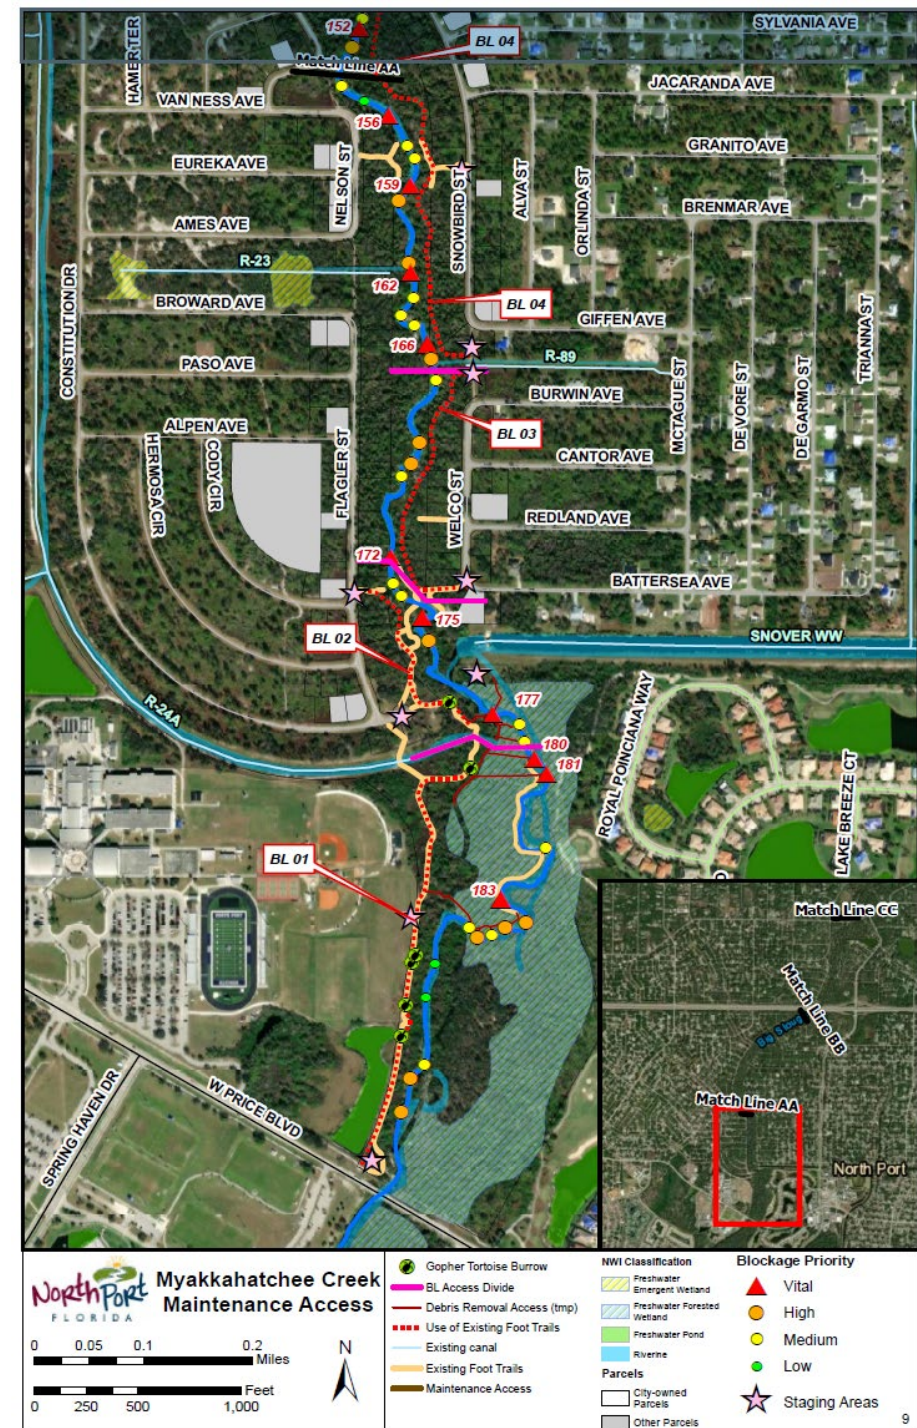 152
BL 04
SYLVANIA AVE
HAMER TER
Match Line AA
JACARANDA AVE
VAN NESS AVE
156
GRANITO AVE
EUREKA AVE
NELSON ST
159
SNOWBIRD ST
ALVA ST
ORLINDA ST
BRENMAR AVE
AMES AVE
R-23
162
CONSTITUTION DR
BROWARD AVE
BL 04
GIFFEN AVE
TRIANNA ST
166
R-89
PASO AVE
BURWIN AVE
MCTAGUE ST
DEVORE ST
DE GARMO ST
ALPEN AVE
BL 03
HERMOSA CIR
CODY CIR
FLAGLER ST
CANTOR AVE
WELCO ST
REDLAND AVE
172
BATTERSEA AVE
175
BL 02
SNOVER WW
R-24A
177
180
181
ROYAL POINCIANA WAY
LAKE BREEZE CT
BL 01
183
Match Line CC
Match Line BB
Big Sloug
Match Line AA
North Port
W PRICE BLVD
SPRING HAVEN DR
North Port
FLORIDA
Myakkahatchee Creek
Maintenance Access
0 0.05 0.1 0.2
Miles
Feet
0 250 500 1,000
N
Gopher Tortoise Burrow
BL Access Divide
Debris Removal Access (tmp)
Use of Existing Foot Trails
Existing canal
Existing Foot Trails
Maintenance Access
NWI Classification
Freshwater
Emergent Wetland
Freshwater Forested
Wetland
Freshwater Pond
Riverine
Parcels
City-owned
Parcels
Other Parcels
Blockage Priority
Vital
High
Medium
Low
Staging Areas
9